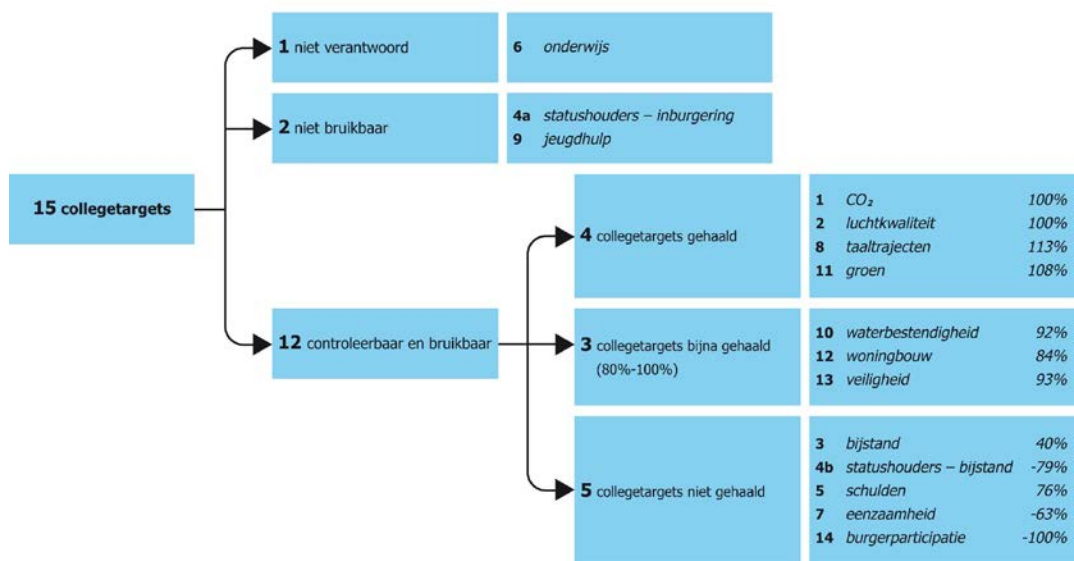 15 collegetargets
1 niet verantwoord
6 onderwijs
2 niet bruikbaar
4a statushouders – inburgering
9 jeugdhulp
12 controleerbaar en bruikbaar
4 collegetargets gehaald
1 CO₂ 100%
2 luchtkwaliteit 100%
8 taaltrajecten 113%
11 groen 108%
3 collegetargets bijna gehaald
(80%-100%)
10 waterbestendigheid 92%
12 woningbouw 84%
13 veiligheid 93%
5 collegetargets niet gehaald
3 bijstand 40%
4b statushouders – bijstand -79%
5 schulden 76%
7 eenzaamheid -63%
14 burgerparticipatie -100%